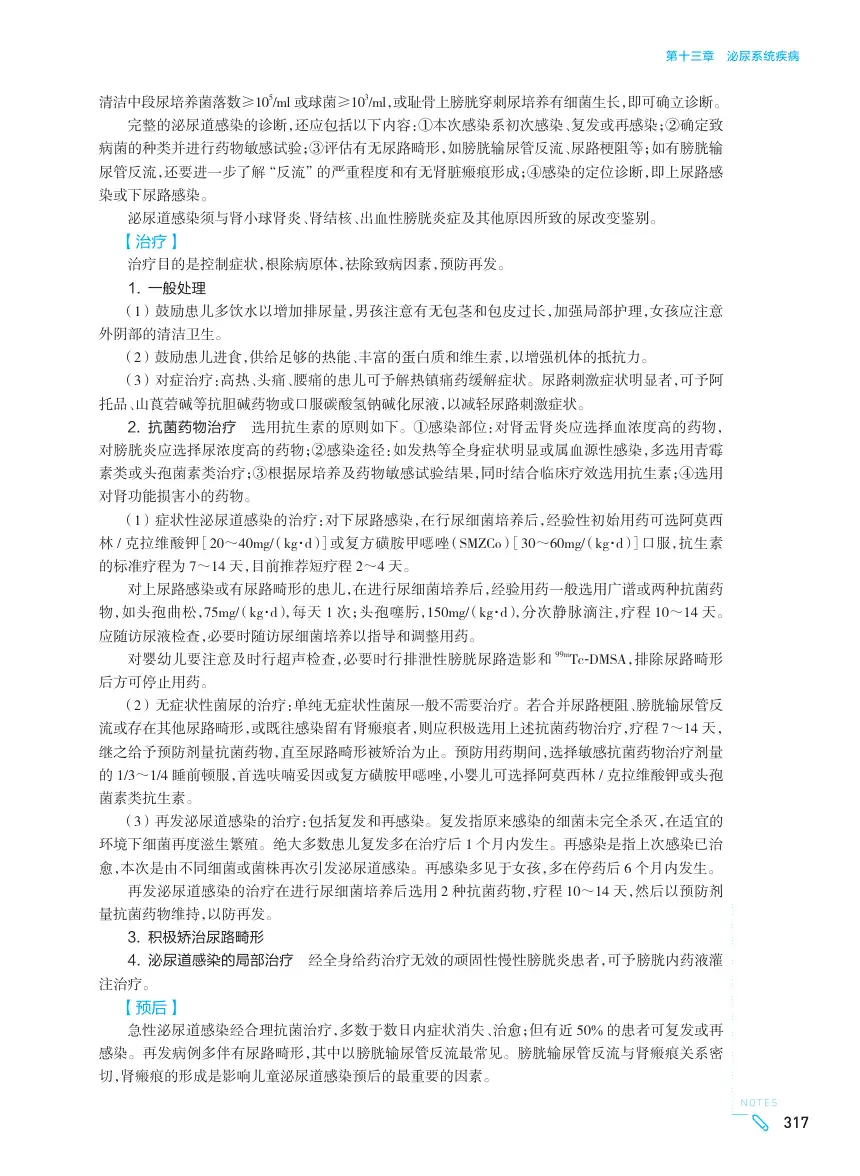 第十三章　泌尿系统疾病
清洁中段尿培养菌落数≥10⁵/ml 或球菌≥10³/ml，或耻骨上膀胱穿刺尿培养有细菌生长，即可确立诊断。
完整的泌尿道感染的诊断，还应包括以下内容：①本次感染系初次感染、复发或再感染；②确定致
病菌的种类并进行药物敏感试验；③评估有无尿路畸形，如膀胱输尿管反流、尿路梗阻等；如有膀胱输
尿管反流，还要进一步了解“反流”的严重程度和有无肾脏瘢痕形成；④感染的定位诊断，即上尿路感
染或下尿路感染。
泌尿道感染须与肾小球肾炎、肾结核、出血性膀胱炎症及其他原因所致的尿改变鉴别。
【治疗】
治疗目的是控制症状，根除病原体，祛除致病因素，预防再发。
1. 一般处理
（1）鼓励患儿多饮水以增加排尿量，男孩注意有无包茎和包皮过长，加强局部护理，女孩应注意
外阴部的清洁卫生。
（2）鼓励患儿进食，供给足够的热能、丰富的蛋白质和维生素，以增强机体的抵抗力。
（3）对症治疗：高热、头痛、腰痛的患儿可予解热镇痛药缓解症状。尿路刺激症状明显者，可予阿
托品、山莨菪碱等抗胆碱药物或口服碳酸氢钠碱化尿液，以减轻尿路刺激症状。
2. 抗菌药物治疗　选用抗生素的原则如下。①感染部位：对肾盂肾炎应选择血浓度高的药物，
对膀胱炎应选择尿浓度高的药物；②感染途径：如发热等全身症状明显或属血源性感染，多选用青霉
素类或头孢菌素类治疗；③根据尿培养及药物敏感试验结果，同时结合临床疗效选用抗生素；④选用
对肾功能损害小的药物。
（1）症状性泌尿道感染的治疗：对下尿路感染，在行尿细菌培养后，经验性初始用药可选阿莫西
林 / 克拉维酸钾［20～40mg/（kg·d）］或复方磺胺甲噁唑（SMZCo）［30～60mg/（kg·d）］口服，抗生素
的标准疗程为 7～14 天，目前推荐短疗程 2～4 天。
对上尿路感染或有尿路畸形的患儿，在进行尿细菌培养后，经验用药一般选用广谱或两种抗菌药
物，如头孢曲松，75mg/（kg·d），每天 1 次；头孢噻肟，150mg/（kg·d），分次静脉滴注，疗程 10～14 天。
应随访尿液检查，必要时随访尿细菌培养以指导和调整用药。
对婴幼儿要注意及时行超声检查，必要时行排泄性膀胱尿路造影和 ⁹⁹ᵐTc-DMSA，排除尿路畸形
后方可停止用药。
（2）无症状性菌尿的治疗：单纯无症状性菌尿一般不需要治疗。若合并尿路梗阻、膀胱输尿管反
流或存在其他尿路畸形，或既往感染留有肾瘢痕者，则应积极选用上述抗菌药物治疗，疗程 7～14 天，
继之给予预防剂量抗菌药物，直至尿路畸形被矫治为止。预防用药期间，选择敏感抗菌药物治疗剂量
的 1/3～1/4 睡前顿服，首选呋喃妥因或复方磺胺甲噁唑，小婴儿可选择阿莫西林 / 克拉维酸钾或头孢
菌素类抗生素。
（3）再发泌尿道感染的治疗：包括复发和再感染。复发指原来感染的细菌未完全杀灭，在适宜的
环境下细菌再度滋生繁殖。绝大多数患儿复发多在治疗后 1 个月内发生。再感染是指上次感染已治
愈，本次是由不同细菌或菌株再次引发泌尿道感染。再感染多见于女孩，多在停药后 6 个月内发生。
再发泌尿道感染的治疗在进行尿细菌培养后选用 2 种抗菌药物，疗程 10～14 天，然后以预防剂
量抗菌药物维持，以防再发。
3. 积极矫治尿路畸形
4. 泌尿道感染的局部治疗　经全身给药治疗无效的顽固性慢性膀胱炎患者，可予膀胱内药液灌
注治疗。
【预后】
急性泌尿道感染经合理抗菌治疗，多数于数日内症状消失、治愈；但有近 50% 的患者可复发或再
感染。再发病例多伴有尿路畸形，其中以膀胱输尿管反流最常见。膀胱输尿管反流与肾瘢痕关系密
切，肾瘢痕的形成是影响儿童泌尿道感染预后的最重要的因素。
NOTES
317